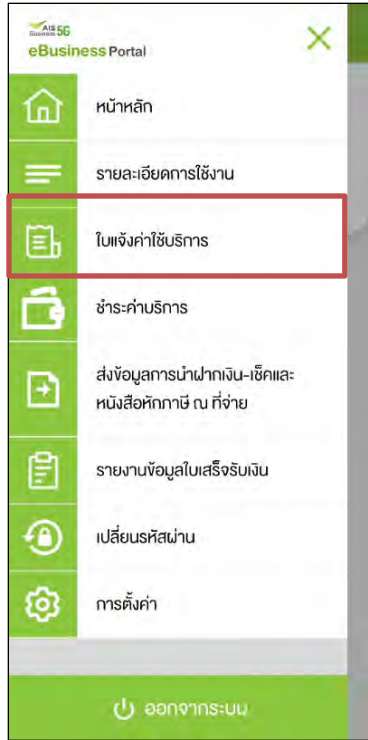 AIS 5G
Business
eBusiness Portal
หน้าหลัก
รายละเอียดการใช้งาน
ใบแจ้งค่าใช้บริการ
ชำระค่าบริการ
ส่งข้อมูลการนำฝากเงิน-เช็คและ
หนังสือหักภาษี ณ ที่จ่าย
รายงานข้อมูลใบเสร็จรับเงิน
เปลี่ยนรหัสผ่าน
การตั้งค่า
ออกจากระบบ